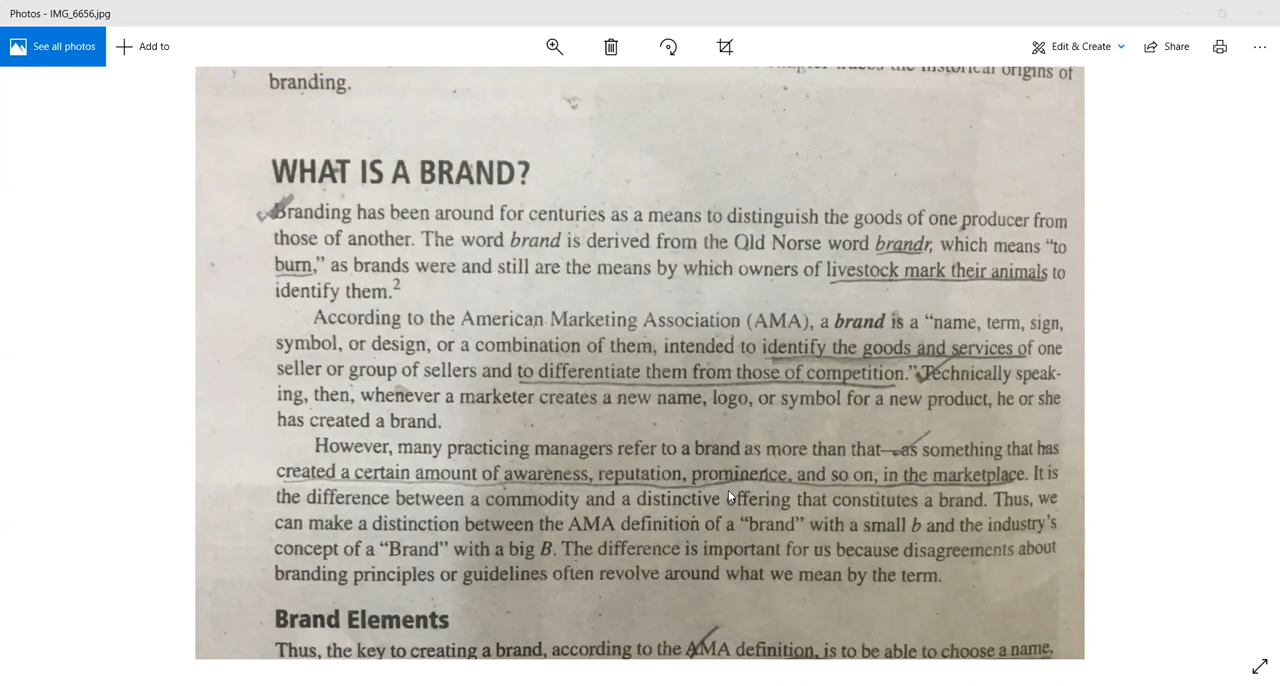 Photos - IMG_6656.jpg
See all photos
Add to
Edit & Create
Share
historical origins of
branding.
WHAT IS A BRAND?
Branding has been around for centuries as a means to distinguish the goods of one producer from
those of another. The word brand is derived from the Old Norse word brandr, which means “to
burn,” as brands were and still are the means by which owners of livestock mark their animals to
identify them.2
According to the American Marketing Association (AMA), a brand is a “name, term, sign,
symbol, or design, or a combination of them, intended to identify the goods and services of one
seller or group of sellers and to differentiate them from those of competition.” Technically speak-
ing, then, whenever a marketer creates a new name, logo, or symbol for a new product, he or she
has created a brand.
However, many practicing managers refer to a brand as more than that—as something that has
created a certain amount of awareness, reputation, prominence, and so on, in the marketplace. It is
the difference between a commodity and a distinctive offering that constitutes a brand. Thus, we
can make a distinction between the AMA definition of a “brand” with a small b and the industry’s
concept of a “Brand” with a big B. The difference is important for us because disagreements about
branding principles or guidelines often revolve around what we mean by the term.
Brand Elements
Thus, the key to creating a brand, according to the AMA definition, is to be able to choose a name,